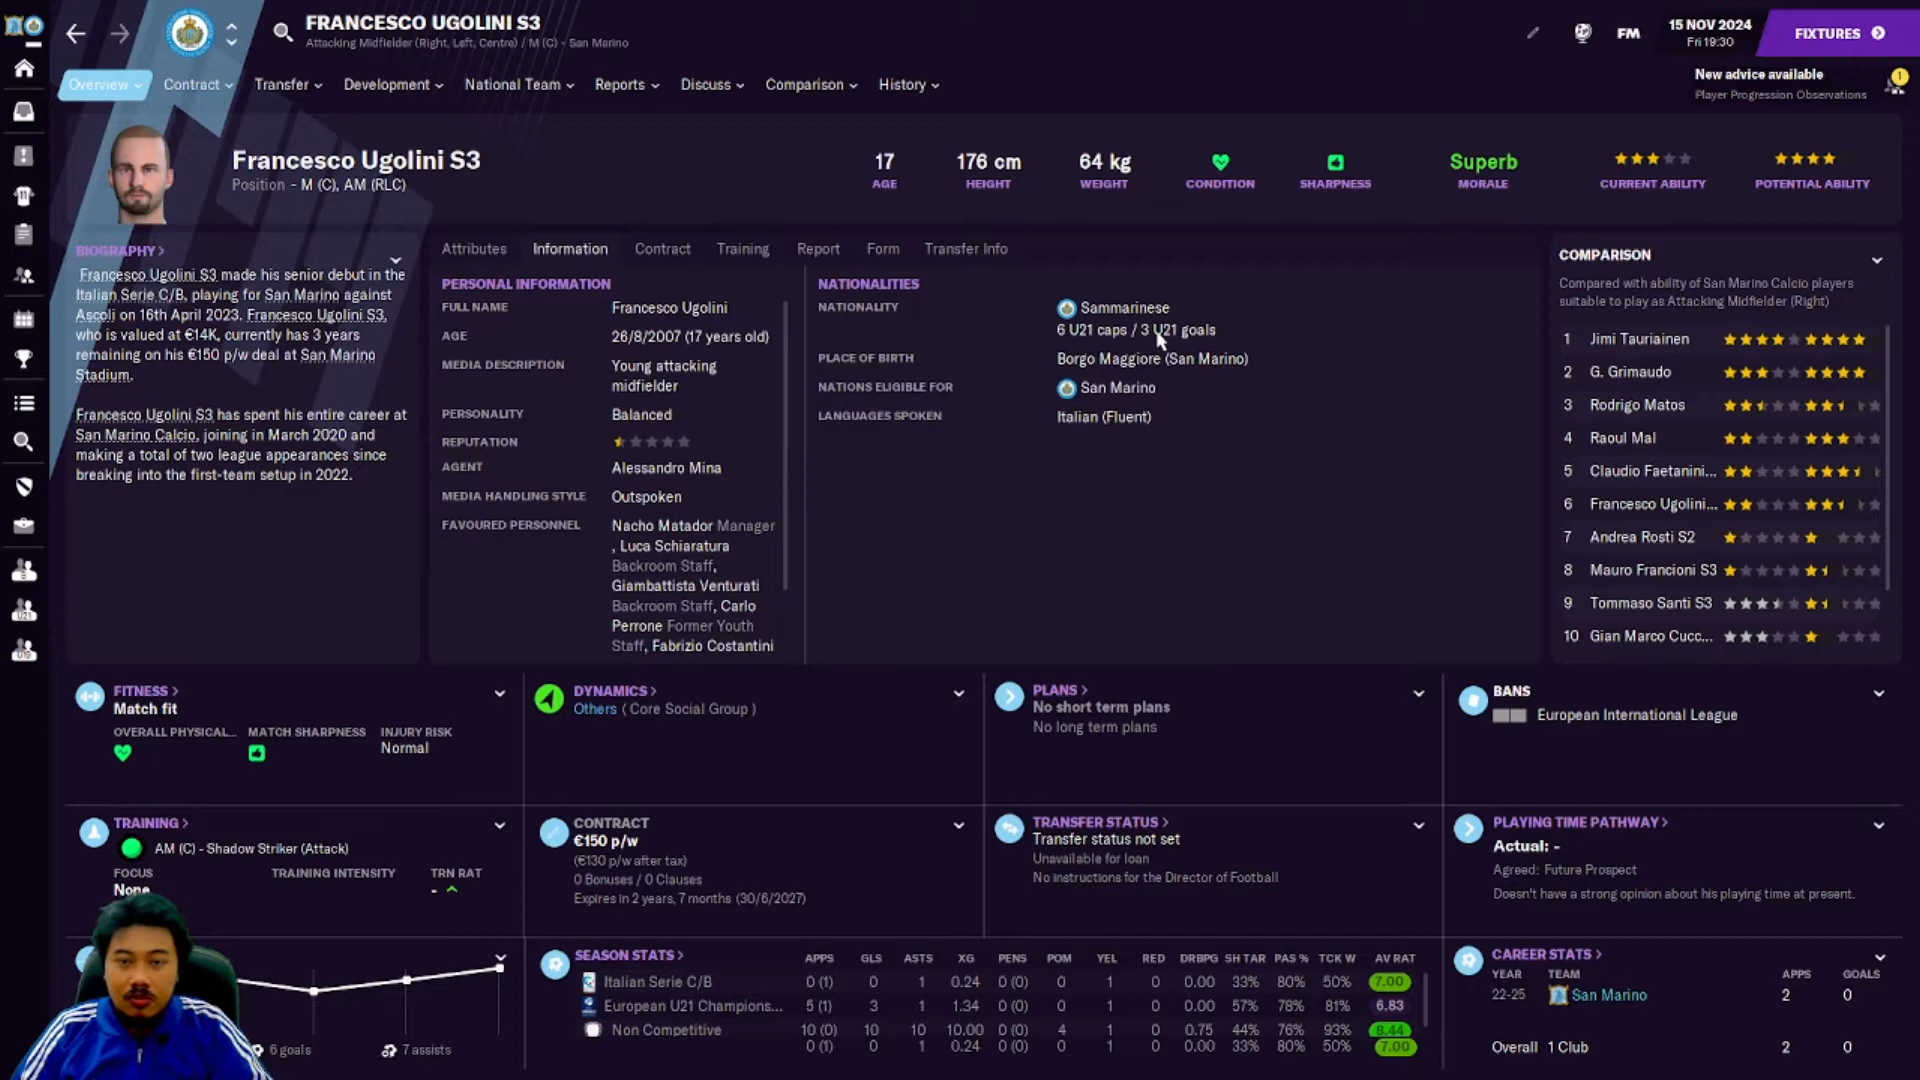 FRANCESCO UGOLINI S3
Attacking Midfielder (Right, Left, Centre) / M (C) - San Marino
FM
15 NOV 2024
Fri 19:30
FIXTURES
Overview
Contract
Transfer
Development
National Team
Reports
Discuss
Comparison
History
New advice available
Player Progression Observations
1
Francesco Ugolini S3
Position - M (C), AM (RLC)
17
AGE
176 cm
HEIGHT
64 kg
WEIGHT
CONDITION
SHARPNESS
Superb
MORALE
CURRENT ABILITY
POTENTIAL ABILITY
BIOGRAPHY >
Francesco Ugolini S3 made his senior debut in the
Italian Serie C/B, playing for San Marino against
Ascoli on 16th April 2023. Francesco Ugolini S3,
who is valued at €14K, currently has 3 years
remaining on his €150 p/w deal at San Marino
Stadium.
Francesco Ugolini S3 has spent his entire career at
San Marino Calcio, joining in March 2020 and
making a total of two league appearances since
breaking into the first-team setup in 2022.
Attributes
Information
Contract
Training
Report
Form
Transfer Info
PERSONAL INFORMATION
FULL NAME Francesco Ugolini
AGE 26/8/2007 (17 years old)
MEDIA DESCRIPTION Young attacking
midfielder
PERSONALITY Balanced
REPUTATION
AGENT Alessandro Mina
MEDIA HANDLING STYLE Outspoken
FAVOURED PERSONNEL Nacho Matador Manager
, Luca Schiaratura
Backroom Staff,
Giambattista Venturati
Backroom Staff, Carlo
Perrone Former Youth
Staff, Fabrizio Costantini
NATIONALITIES
NATIONALITY Sammarinese
6 U21 caps / 3 U21 goals
PLACE OF BIRTH Borgo Maggiore (San Marino)
NATIONS ELIGIBLE FOR San Marino
LANGUAGES SPOKEN Italian (Fluent)
COMPARISON
Compared with ability of San Marino Calcio players
suitable to play as Attacking Midfielder (Right)
1 Jimi Tauriainen
2 G. Grimaudo
3 Rodrigo Matos
4 Raoul Mal
5 Claudio Faetanini...
6 Francesco Ugolini...
7 Andrea Rosti S2
8 Mauro Francioni S3
9 Tommaso Santi S3
10 Gian Marco Cucc...
FITNESS >
Match fit
OVERALL PHYSICAL...
MATCH SHARPNESS
INJURY RISK
Normal
DYNAMICS >
Others ( Core Social Group )
PLANS >
No short term plans
No long term plans
BANS
European International League
TRAINING >
AM (C) - Shadow Striker (Attack)
FOCUS
None
TRAINING INTENSITY
TRN RAT
-
CONTRACT
€150 p/w
(€130 p/w after tax)
0 Bonuses / 0 Clauses
Expires in 2 years, 7 months (30/6/2027)
TRANSFER STATUS >
Transfer status not set
Unavailable for loan
No instructions for the Director of Football
PLAYING TIME PATHWAY >
Actual: -
Agreed: Future Prospect
Doesn't have a strong opinion about his playing time at present.
6 goals
7 assists
SEASON STATS > APPS GLS ASTS XG PENS POM YEL RED DRBPG SH TAR PAS % TCK W AV RAT
Italian Serie C/B 0 (1) 0 1 0.24 0 (0) 0 1 0 0.00 33% 80% 50% 7.00
European U21 Champions... 5 (1) 3 1 1.34 0 (0) 0 1 0 0.00 57% 78% 81% 6.83
Non Competitive 10 (0) 10 10 10.00 0 (0) 4 1 0 0.75 44% 76% 93% 8.44
0 (1) 0 1 0.24 0 (0) 0 1 0 0.00 33% 80% 50% 7.00
CAREER STATS >
YEAR TEAM APPS GOALS
22-25 San Marino 2 0
Overall 1 Club 2 0